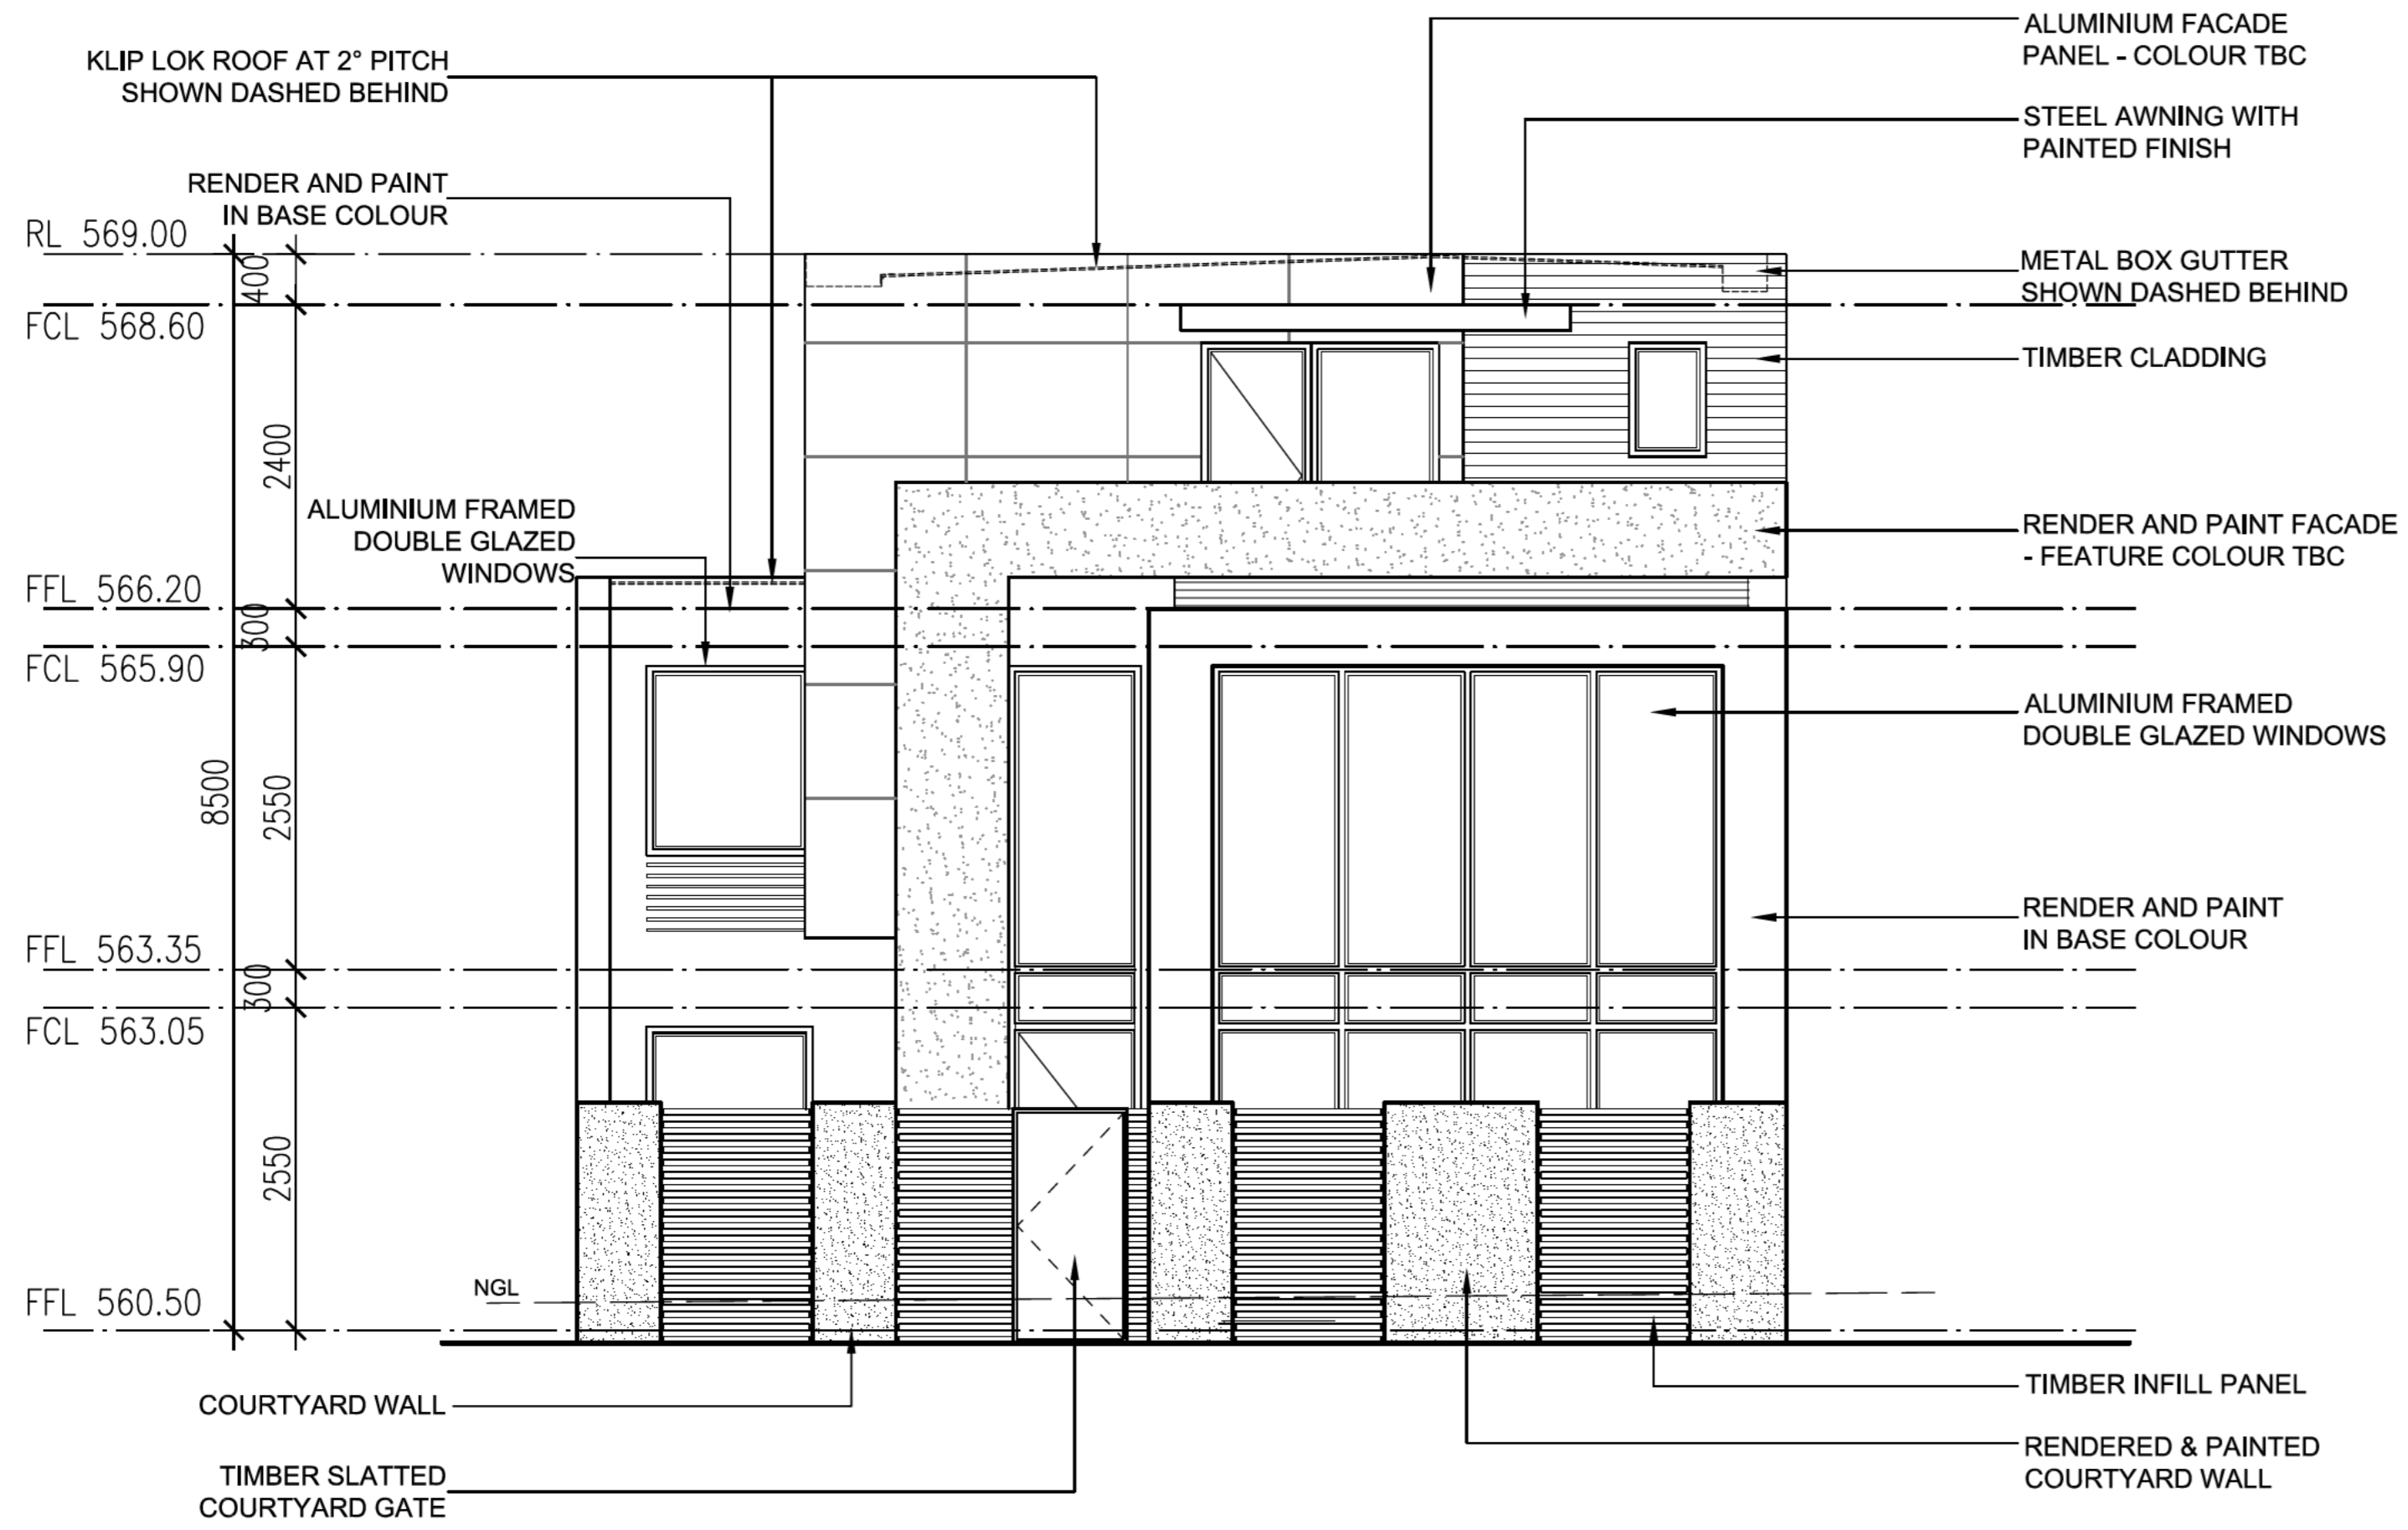 KLIP LOK ROOF AT 2° PITCH
SHOWN DASHED BEHIND
RENDER AND PAINT
IN BASE COLOUR
RL 569.00
400
FCL 568.60
2400
ALUMINIUM FRAMED
DOUBLE GLAZED
WINDOWS
FFL 566.20
300
FCL 565.90
8500
2550
FFL 563.35
300
FCL 563.05
2550
NGL
FFL 560.50
COURTYARD WALL
TIMBER SLATTED
COURTYARD GATE
ALUMINIUM FACADE
PANEL - COLOUR TBC
STEEL AWNING WITH
PAINTED FINISH
METAL BOX GUTTER
SHOWN DASHED BEHIND
TIMBER CLADDING
RENDER AND PAINT FACADE
- FEATURE COLOUR TBC
ALUMINIUM FRAMED
DOUBLE GLAZED WINDOWS
RENDER AND PAINT
IN BASE COLOUR
TIMBER INFILL PANEL
RENDERED & PAINTED
COURTYARD WALL